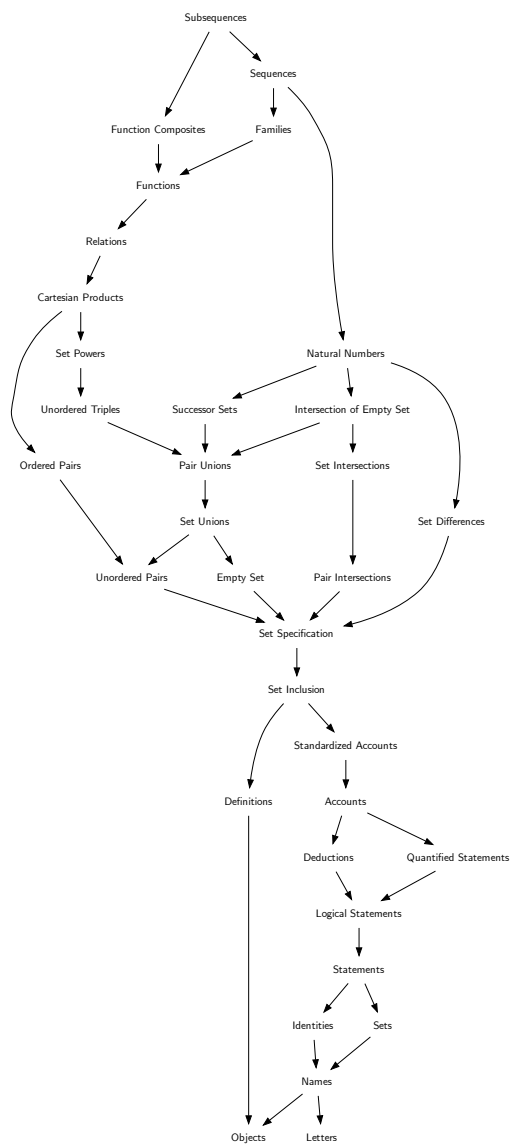 Subsequences
Sequences
Function Composites
Families
Functions
Relations
Cartesian Products
Set Powers
Natural Numbers
Unordered Triples
Successor Sets
Intersection of Empty Set
Ordered Pairs
Pair Unions
Set Intersections
Set Unions
Set Differences
Unordered Pairs
Empty Set
Pair Intersections
Set Specification
Set Inclusion
Standardized Accounts
Definitions
Accounts
Deductions
Quantified Statements
Logical Statements
Statements
Identities
Sets
Names
Objects
Letters